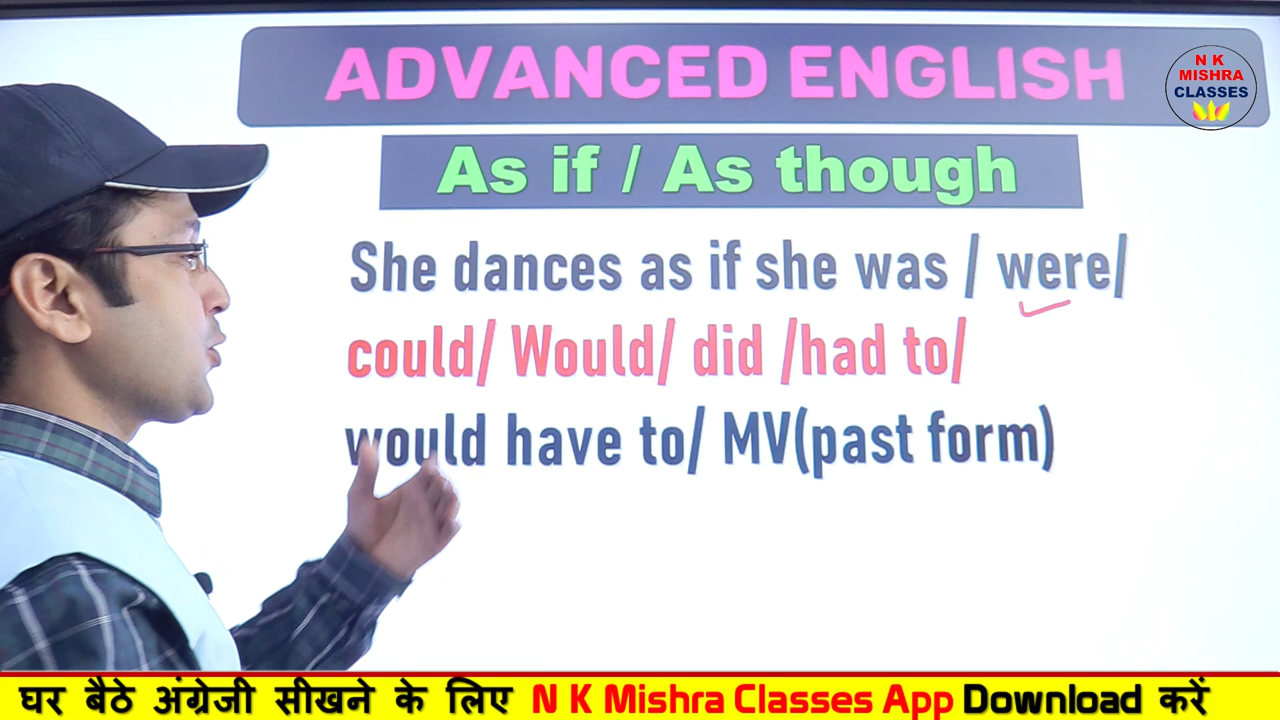 ADVANCED ENGLISH
N K
MISHRA
CLASSES
As if / As though
She dances as if she was / were/
could/ Would/ did /had to/
would have to/ MV(past form)
घर बैठे अंग्रेजी सीखने के लिए N K Mishra Classes App Download करें